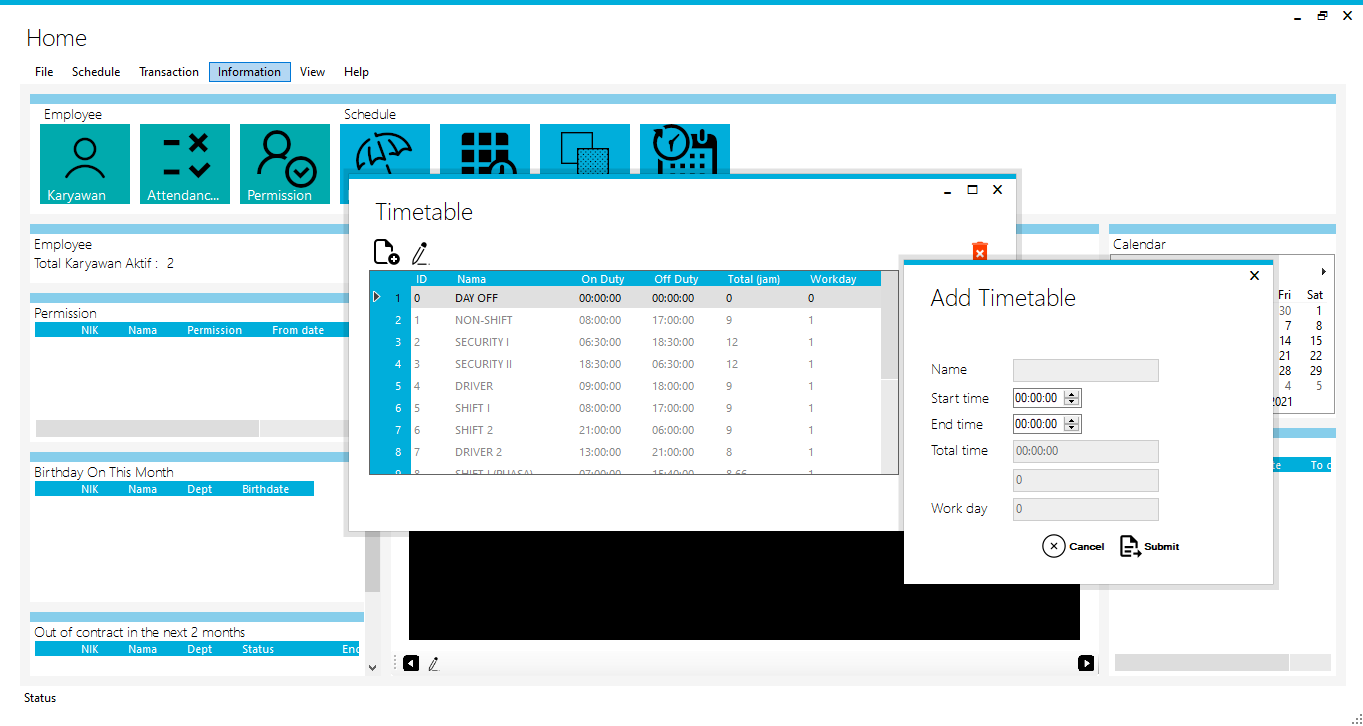 Home
File Schedule Transaction Information View Help
Employee Schedule
Karyawan Attendanc... Permission
Employee
Total Karyawan Aktif : 2
Permission
NIK Nama Permission From date
Birthday On This Month
NIK Nama Dept Birthdate
Out of contract in the next 2 months
NIK Nama Dept Status
Status
Timetable
ID Nama On Duty Off Duty Total (jam) Workday
1 0 DAY OFF 00:00:00 00:00:00 0 0
2 1 NON-SHIFT 08:00:00 17:00:00 9 1
3 2 SECURITY I 06:30:00 18:30:00 12 1
4 3 SECURITY II 18:30:00 06:30:00 12 1
5 4 DRIVER 09:00:00 18:00:00 9 1
6 5 SHIFT I 08:00:00 17:00:00 9 1
7 6 SHIFT 2 21:00:00 06:00:00 9 1
8 7 DRIVER 2 13:00:00 21:00:00 8 1
9 8 SHIFT I (PUASA) 07:00:00 15:40:00 8,66 1
Add Timetable
Name
Start time 00:00:00
End time 00:00:00
Total time 00:00:00
0
Work day 0
Cancel Submit
Calendar
Fri Sat
30 1
7 8
14 15
21 22
28 29
4 5
2021
To